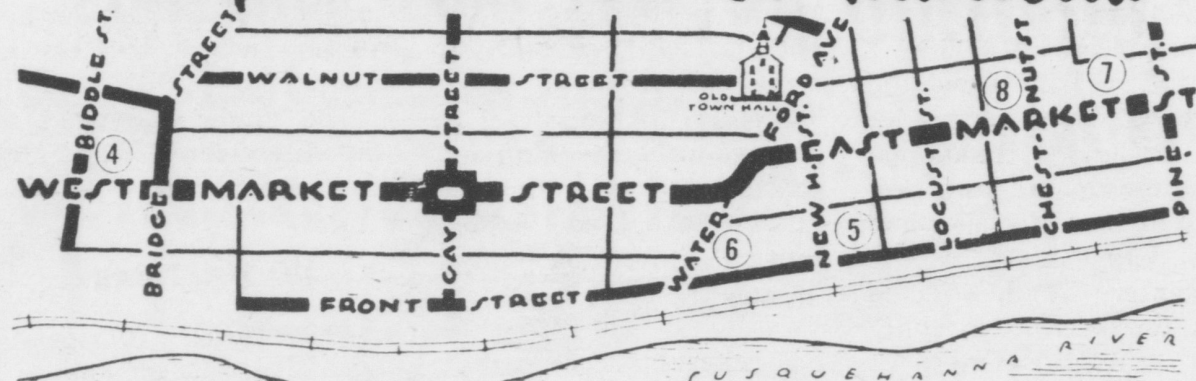 BIDDLE ST.
STREET
WALNUT STREET
STREET
OLD
TOWN HALL
FORD AVE
NEW H. ST.
LOCUST ST.
CHESTNUT ST
PINE ST.
4
5
6
7
8
WEST MARKET STREET
EAST MARKET ST
BRIDGE
GAY
WATER
FRONT STREET
SUSQUEHANNA RIVER